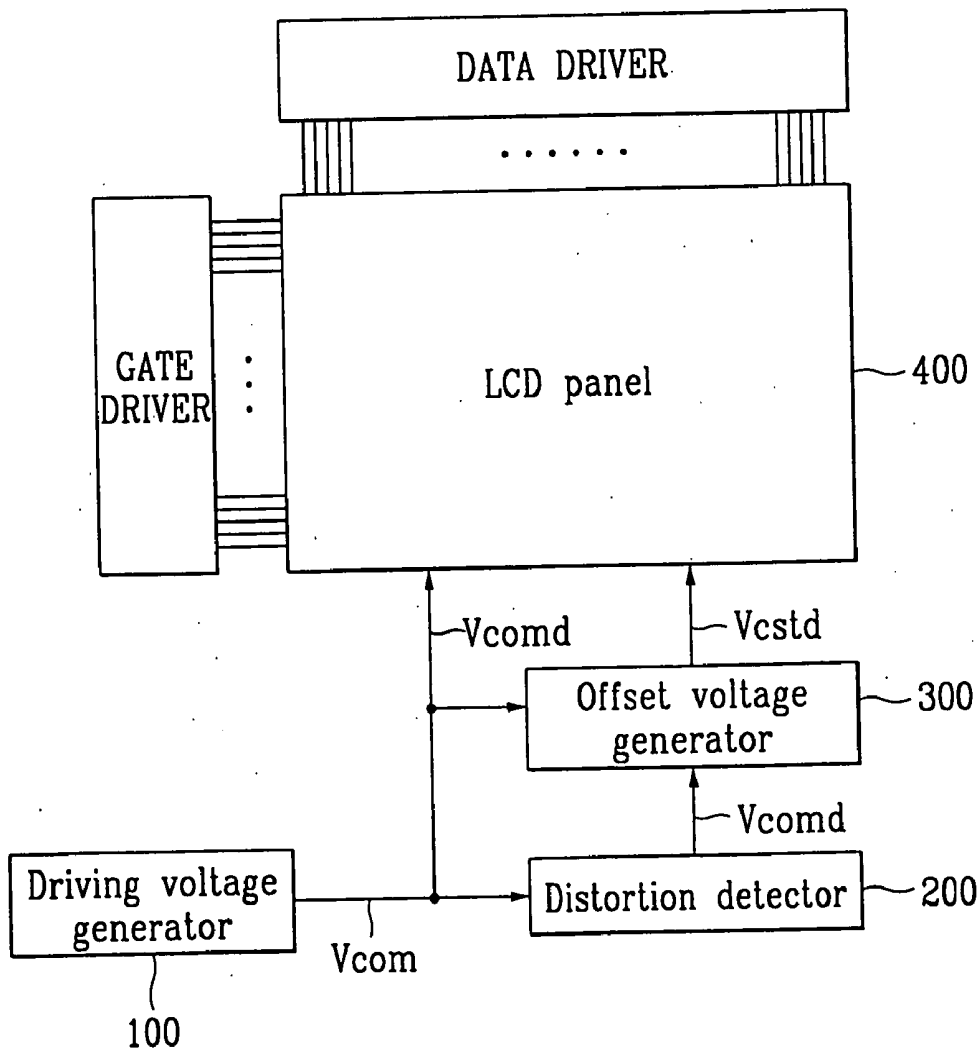 DATA DRIVER
GATE
DRIVER
LCD panel
400
Vcomd
Vcstd
Offset voltage
generator
300
Vcomd
Driving voltage
generator
Distortion detector
200
Vcom
100